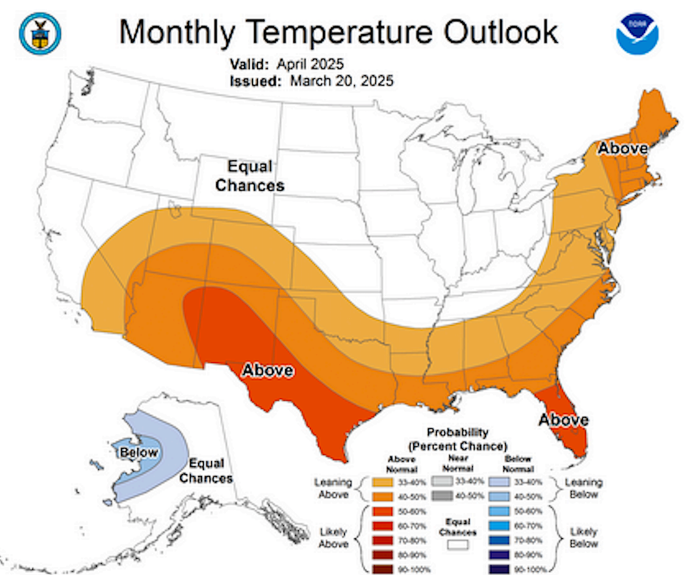 Monthly Temperature Outlook
NOAA
Valid: April 2025
Issued: March 20, 2025
Above
Equal
Chances
Above
Above
Below
Equal
Chances
Probability
(Percent Chance)
Above
Normal
Near
Normal
Below
Normal
Leaning
Above
33-40%
40-50%
33-40%
40-50%
33-40%
40-50%
Leaning
Below
Likely
Above
50-60%
60-70%
70-80%
80-90%
90-100%
Equal
Chances
50-60%
60-70%
70-80%
80-90%
90-100%
Likely
Below